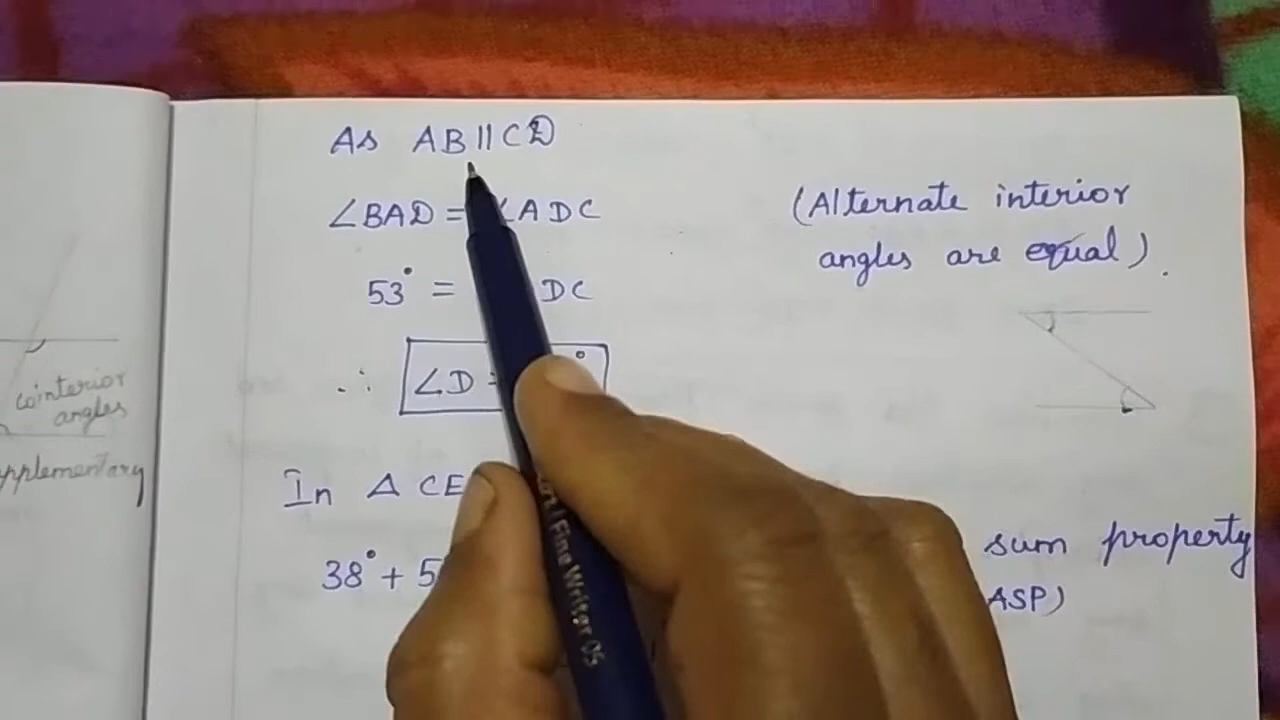 As AB || CD
∠BAD = ∠ADC
(Alternate interior
angles are equal).
53° = DC
∴ ∠D = °
In △ CE
38° + 5
sum property
ASP)
cointerior
angles
pplementary
Fine Writer 05